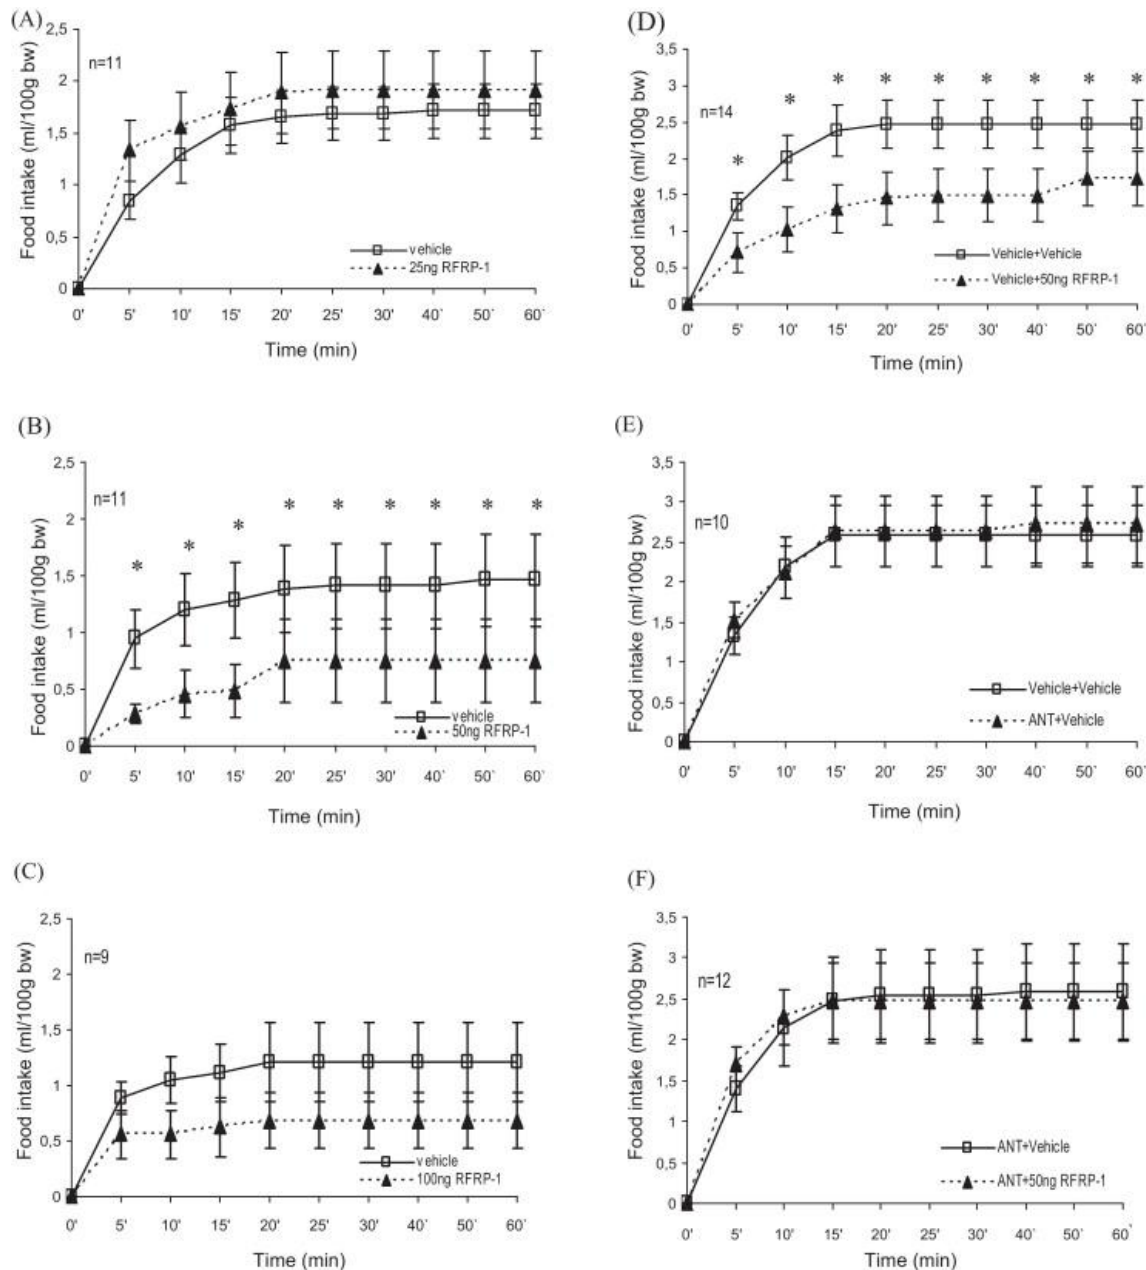 (A)
Food intake (ml/100g bw)
2,5
2
1,5
1
0,5
0
n=11
vehicle
25ng RFRP-1
0' 5' 10' 15' 20' 25' 30' 40` 50` 60`
Time (min)
(B)
Food intake (ml/100g bw)
2,5
2
1,5
1
0,5
0
n=11
* * * * * * * * *
vehicle
50ng RFRP-1
0' 5' 10' 15' 20' 25' 30' 40' 50` 60`
Time (min)
(C)
Food intake (ml/100g bw)
2,5
2
1,5
1
0,5
0
n=9
vehicle
100ng RFRP-1
0' 5' 10' 15' 20' 25' 30' 40` 50` 60`
Time (min)
(D)
Food intake (ml/100g bw)
3,5
3
2,5
2
1,5
1
0,5
0
n=14
* * * * * * * * *
Vehicle+Vehicle
Vehicle+50ng RFRP-1
0' 5' 10' 15' 20' 25' 30' 40' 50` 60`
Time (min)
(E)
Food intake (ml/100g bw)
3,5
3
2,5
2
1,5
1
0,5
0
n=10
Vehicle+Vehicle
ANT+Vehicle
0' 5' 10' 15' 20' 25' 30' 40' 50` 60`
Time (min)
(F)
Food intake (ml/100g bw)
3,5
3
2,5
2
1,5
1
0,5
0
n=12
ANT+Vehicle
ANT+50ng RFRP-1
0' 5' 10' 15' 20' 25' 30' 40' 50` 60`
Time (min)